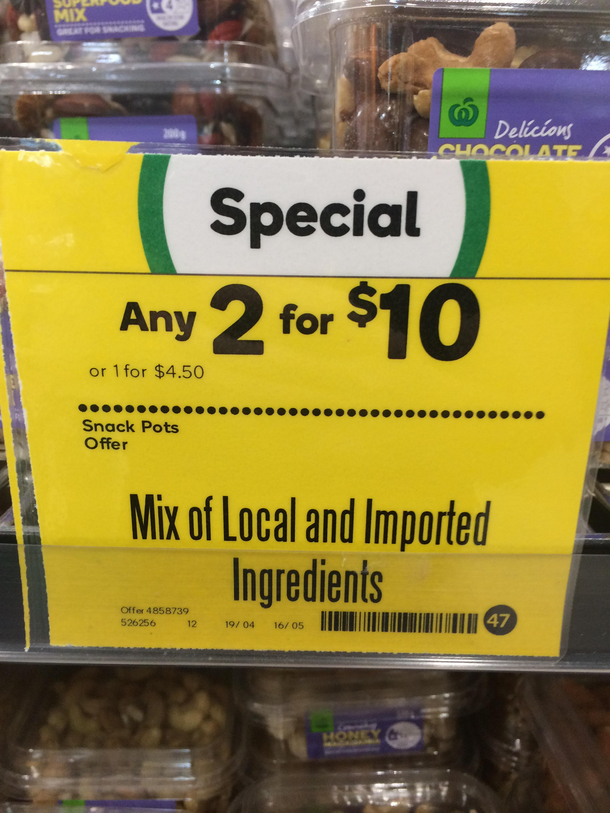 SUPERFOOD
MIX
GREAT FOR SNACKING
200g
Delicious
CHOCOLATE
Special
Any 2 for $10
or 1 for $4.50
Snack Pots
Offer
Mix of Local and Imported
Ingredients
Offer 4858739
526256 12 19/04 16/05
47
HONEY